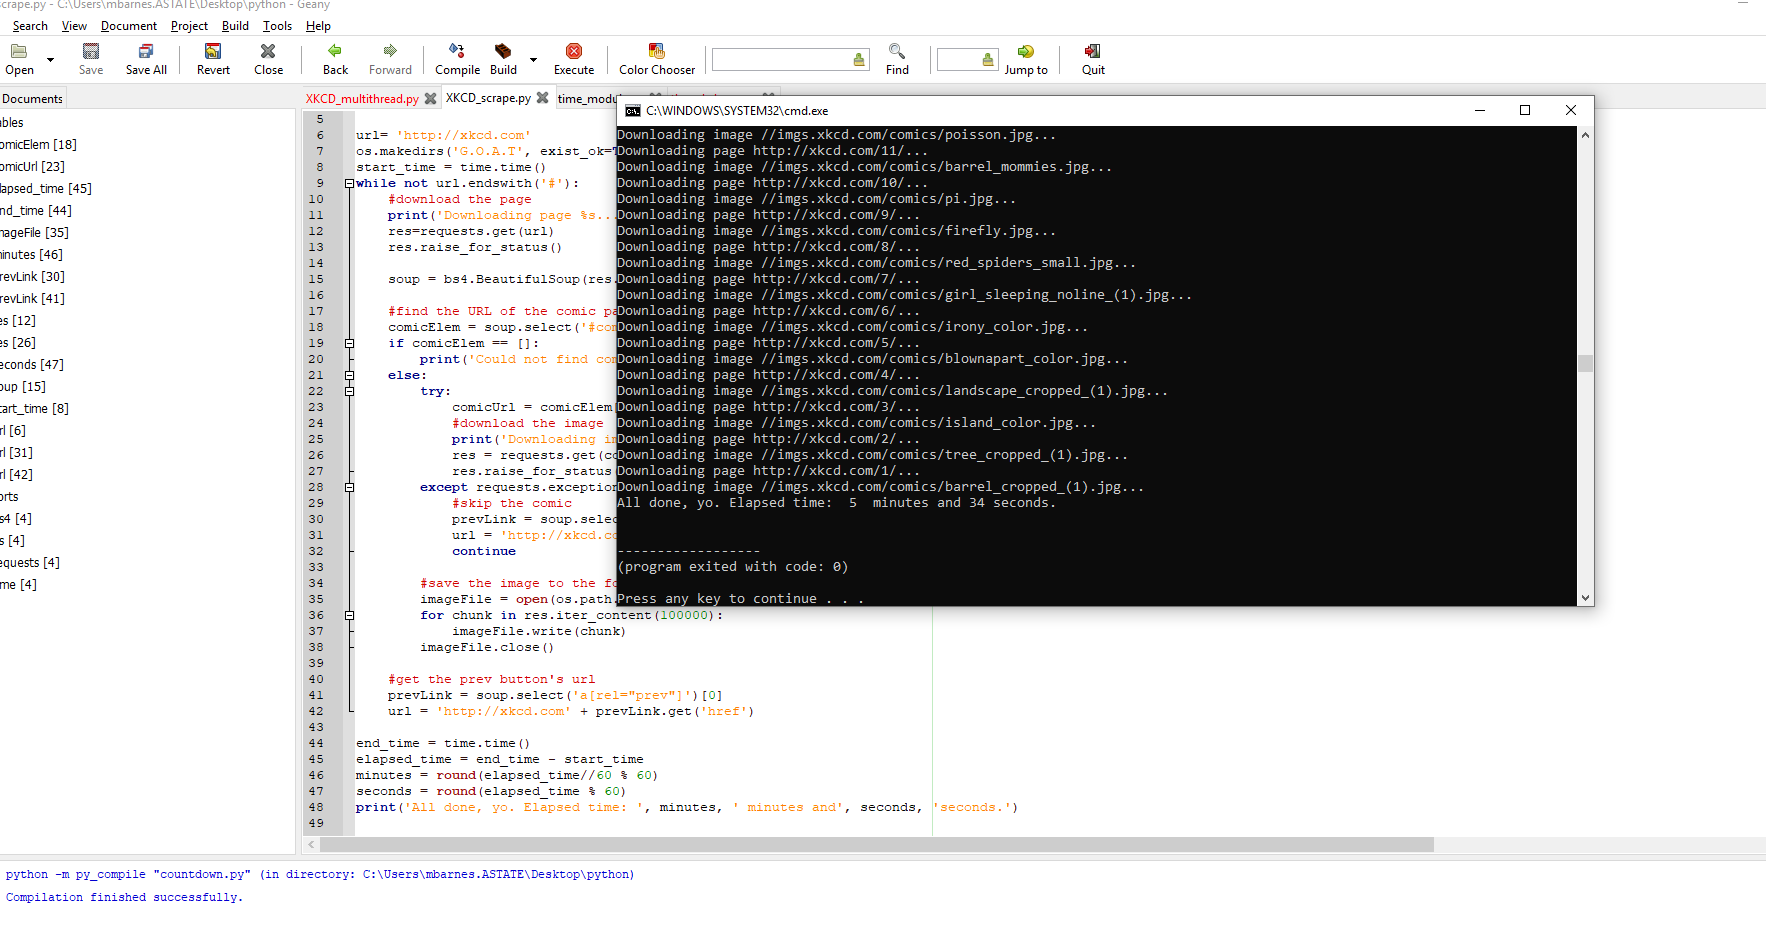 scrape.py - C:\Users\mbarnes.ASTATE\Desktop\python - Geany
Search View Document Project Build Tools Help
Open Save Save All Revert Close Back Forward Compile Build Execute Color Chooser Find Jump to Quit
Documents
XKCD_multithread.py XKCD_scrape.py time_modu
bles
omicElem [18]
omicUrl [23]
lapsed_time [45]
nd_time [44]
mageFile [35]
minutes [46]
revLink [30]
revLink [41]
es [12]
es [26]
econds [47]
oup [15]
tart_time [8]
rl [6]
rl [31]
rl [42]
orts
s4 [4]
s [4]
equests [4]
me [4]
5
6 url= 'http://xkcd.com'
7 os.makedirs('G.O.A.T', exist_ok=T
8 start_time = time.time()
9 while not url.endswith('#'):
10 #download the page
11 print('Downloading page %s...
12 res=requests.get(url)
13 res.raise_for_status()
14
15 soup = bs4.BeautifulSoup(res.
16
17 #find the URL of the comic pa
18 comicElem = soup.select('#com
19 if comicElem == []:
20 print('Could not find com
21 else:
22 try:
23 comicUrl = comicElem
24 #download the image
25 print('Downloading im
26 res = requests.get(co
27 res.raise_for_status
28 except requests.exception
29 #skip the comic
30 prevLink = soup.selec
31 url = 'http://xkcd.co
32 continue
33
34 #save the image to the fo
35 imageFile = open(os.path.
36 for chunk in res.iter_content(100000):
37 imageFile.write(chunk)
38 imageFile.close()
39
40 #get the prev button's url
41 prevLink = soup.select('a[rel="prev"]')[0]
42 url = 'http://xkcd.com' + prevLink.get('href')
43
44 end_time = time.time()
45 elapsed_time = end_time - start_time
46 minutes = round(elapsed_time//60 % 60)
47 seconds = round(elapsed_time % 60)
48 print('All done, yo. Elapsed time: ', minutes, ' minutes and', seconds, 'seconds.')
49
C:\WINDOWS\SYSTEM32\cmd.exe
Downloading image //imgs.xkcd.com/comics/poisson.jpg...
Downloading page http://xkcd.com/11/...
Downloading image //imgs.xkcd.com/comics/barrel_mommies.jpg...
Downloading page http://xkcd.com/10/...
Downloading image //imgs.xkcd.com/comics/pi.jpg...
Downloading page http://xkcd.com/9/...
Downloading image //imgs.xkcd.com/comics/firefly.jpg...
Downloading page http://xkcd.com/8/...
Downloading image //imgs.xkcd.com/comics/red_spiders_small.jpg...
Downloading page http://xkcd.com/7/...
Downloading image //imgs.xkcd.com/comics/girl_sleeping_noline_(1).jpg...
Downloading page http://xkcd.com/6/...
Downloading image //imgs.xkcd.com/comics/irony_color.jpg...
Downloading page http://xkcd.com/5/...
Downloading image //imgs.xkcd.com/comics/blownapart_color.jpg...
Downloading page http://xkcd.com/4/...
Downloading image //imgs.xkcd.com/comics/landscape_cropped_(1).jpg...
Downloading page http://xkcd.com/3/...
Downloading image //imgs.xkcd.com/comics/island_color.jpg...
Downloading page http://xkcd.com/2/...
Downloading image //imgs.xkcd.com/comics/tree_cropped_(1).jpg...
Downloading page http://xkcd.com/1/...
Downloading image //imgs.xkcd.com/comics/barrel_cropped_(1).jpg...
All done, yo. Elapsed time:  5  minutes and 34 seconds.
------------------
(program exited with code: 0)
Press any key to continue . . .
python -m py_compile "countdown.py" (in directory: C:\Users\mbarnes.ASTATE\Desktop\python)
Compilation finished successfully.